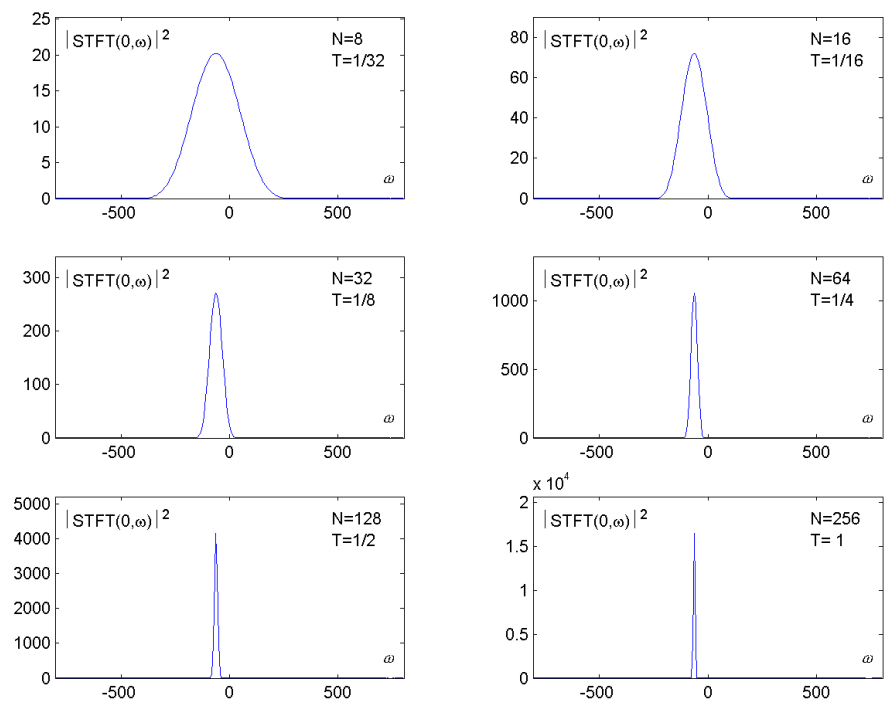 25
|STFT(0,ω)|²
N=8
20
T=1/32
15
10
5
ω
0
-500 0 500
|STFT(0,ω)|²
N=16
80
T=1/16
60
40
20
ω
0
-500 0 500
|STFT(0,ω)|²
N=32
300
T=1/8
200
100
ω
0
-500 0 500
|STFT(0,ω)|²
N=64
1000
T=1/4
500
ω
0
-500 0 500
5000
|STFT(0,ω)|²
N=128
T=1/2
4000
3000
2000
1000
ω
0
-500 0 500
x 10⁴
2
|STFT(0,ω)|²
N=256
T= 1
1.5
1
0.5
ω
0
-500 0 500